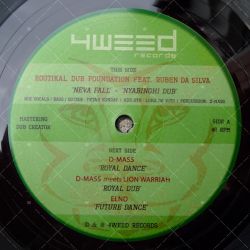 4WEED
records
THIS SIDE
ROOTIKAL DUB FOUNDATION FEAT. RUBEN DA SILVA
'NEVA FALL' - 'NYABINGHI DUB'
MASTERING
DUB CREATOR
SIDE A
45 RPM
NEXT SIDE
D-MASS
'ROYAL DANCE'
D-MASS meets LION WARRIAH
'ROYAL DUB'
ELND
'FUTURE DANCE'
4WEED RECORDS